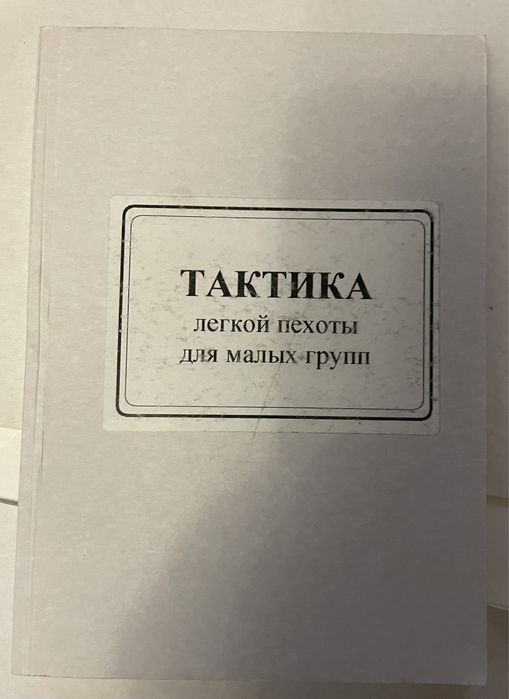 ТАКТИКА
легкой пехоты
для малых групп